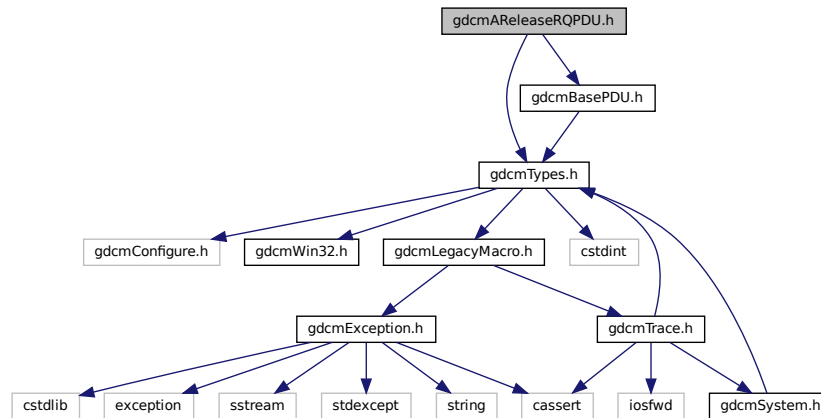 gdcmAReleaseRQPDU.h
gdcmBasePDU.h
gdcmTypes.h
gdcmConfigure.h
gdcmWin32.h
gdcmLegacyMacro.h
cstdint
gdcmException.h
gdcmTrace.h
cstdlib
exception
sstream
stdexcept
string
cassert
iosfwd
gdcmSystem.h